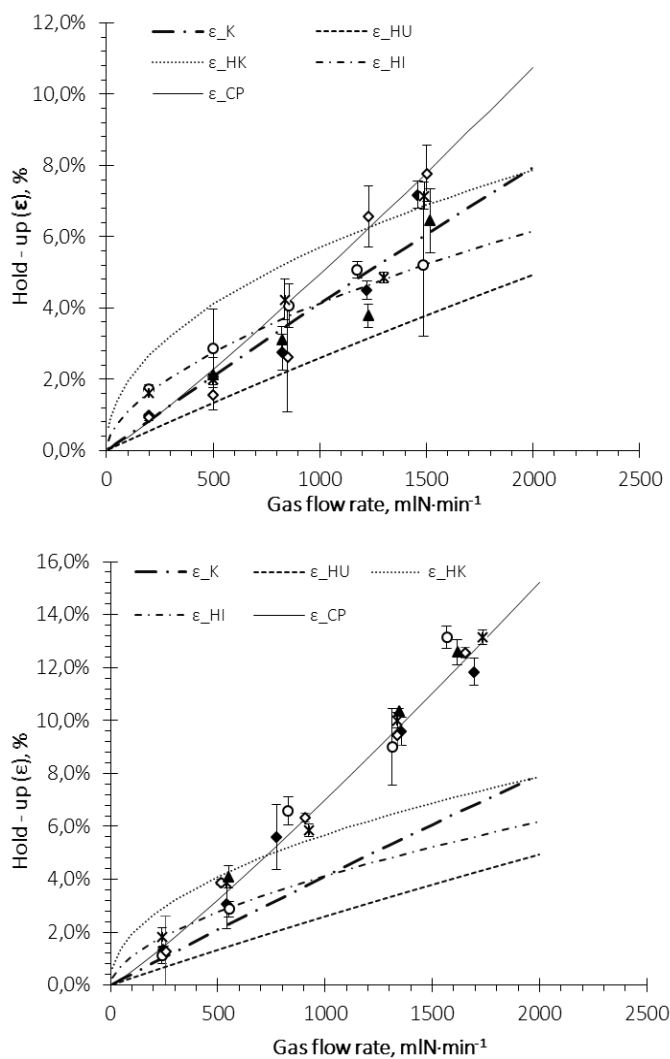 12,0%
ε_K ε_HU
ε_HK ε_HI
10,0%
ε_CP
8,0%
6,0%
4,0%
2,0%
0,0%
Hold - up (ε), %
0 500 1000 1500 2000 2500
Gas flow rate, mlN·min⁻¹
16,0%
ε_K ε_HU ε_HK
14,0%
ε_HI ε_CP
12,0%
10,0%
8,0%
6,0%
4,0%
2,0%
0,0%
Hold - up (ε), %
0 500 1000 1500 2000 2500
Gas flow rate, mlN·min⁻¹